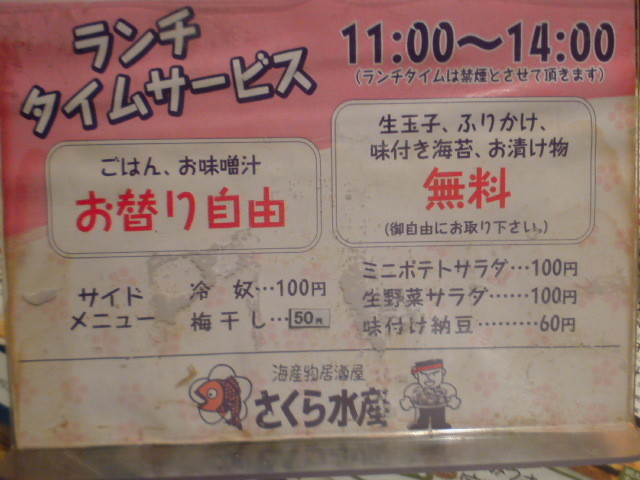 ランチ
タイムサービス
11:00〜14:00
(ランチタイムは禁煙とさせて頂きます)
ごはん、お味噌汁
お替り自由
生玉子、ふりかけ、
味付き海苔、お漬け物
無料
(御自由にお取り下さい。)
サイド
メニュー
冷 奴…100円
梅干し…50円
ミニポテトサラダ…100円
生野菜サラダ……100円
味付け納豆………60円
海産物居酒屋
さくら水産